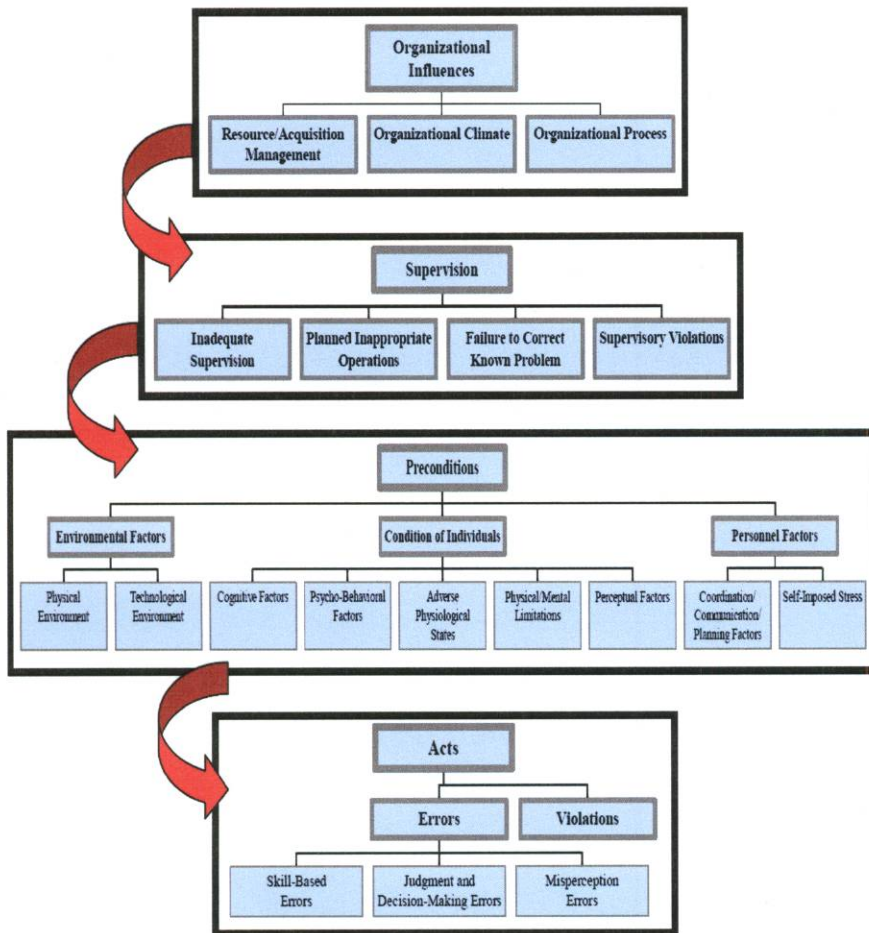 Organizational
Influences
Resource/Acquisition
Management
Organizational Climate
Organizational Process
Supervision
Inadequate
Supervision
Planned Inappropriate
Operations
Failure to Correct
Known Problem
Supervisory Violations
Preconditions
Environmental Factors
Condition of Individuals
Personnel Factors
Physical
Environment
Technological
Environment
Cognitive Factors
Psycho-Behavioral
Factors
Adverse
Physiological
States
Physical/Mental
Limitations
Perceptual Factors
Coordination/
Communication/
Planning Factors
Self-Imposed Stress
Acts
Errors
Violations
Skill-Based
Errors
Judgment and
Decision-Making Errors
Misperception
Errors